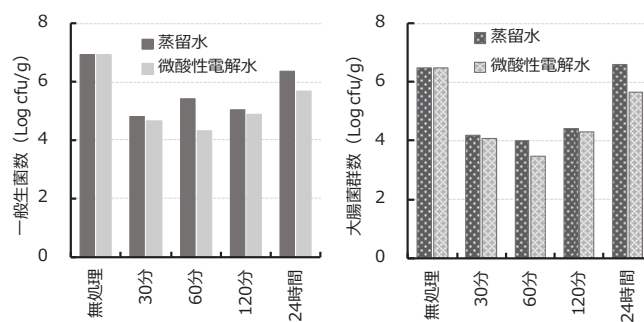 8
6
4
2
0
一般生菌数（Log cfu/g）
蒸留水
微酸性電解水
無処理
30分
60分
120分
24時間
8
6
4
2
0
大腸菌群数（Log cfu/g）
蒸留水
微酸性電解水
無処理
30分
60分
120分
24時間